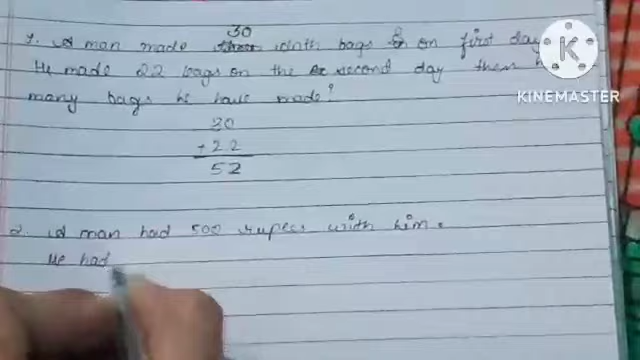 30
1. A man made cloth bags on first day
He made 22 bags on the second day then
many bags he have made?
30
+ 22
52
2. A man had 500 rupees with him.
He had
KINEMASTER